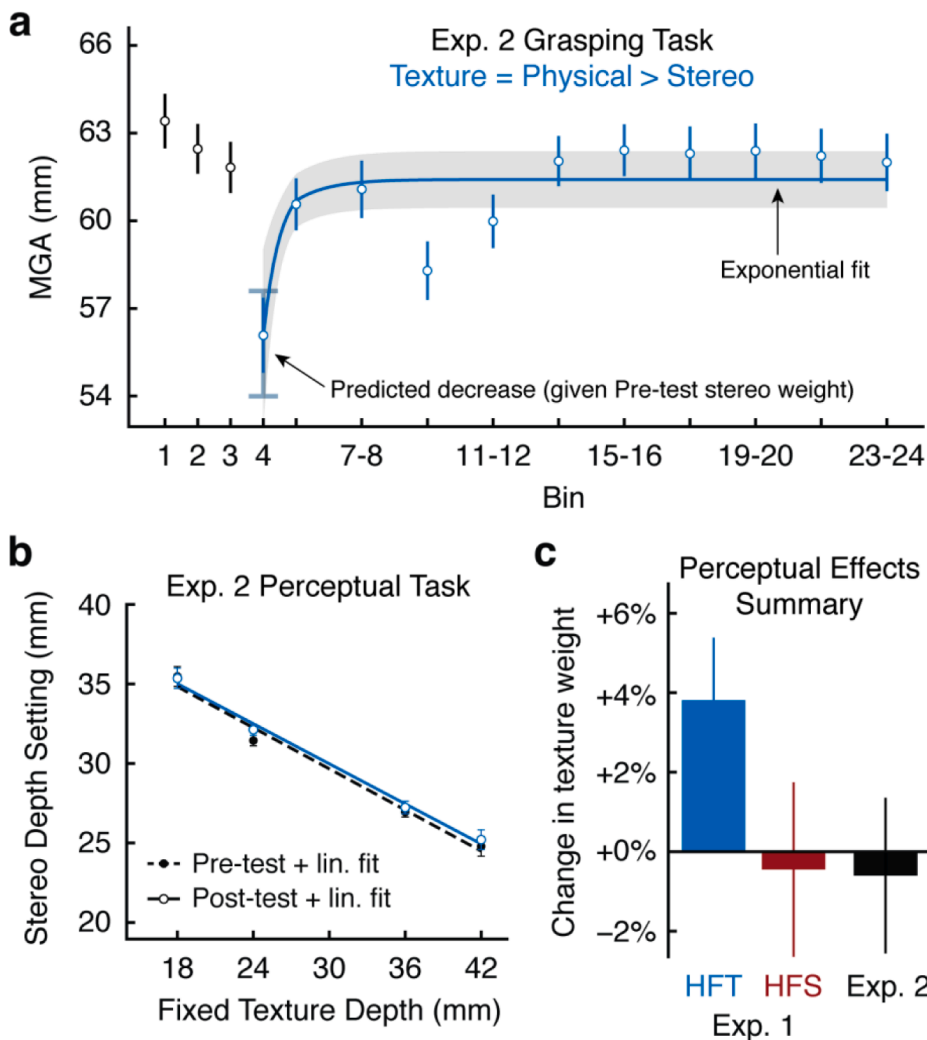 a
Exp. 2 Grasping Task
Texture = Physical > Stereo
66
63
60
57
54
MGA (mm)
Exponential fit
Predicted decrease (given Pre-test stereo weight)
1 2 3 4 7-8 11-12 15-16 19-20 23-24
Bin
b
Exp. 2 Perceptual Task
40
35
30
25
20
Stereo Depth Setting (mm)
Pre-test + lin. fit
Post-test + lin. fit
18 24 30 36 42
Fixed Texture Depth (mm)
c
Perceptual Effects
Summary
+6%
+4%
+2%
+0%
−2%
Change in texture weight
HFT HFS Exp. 2
Exp. 1